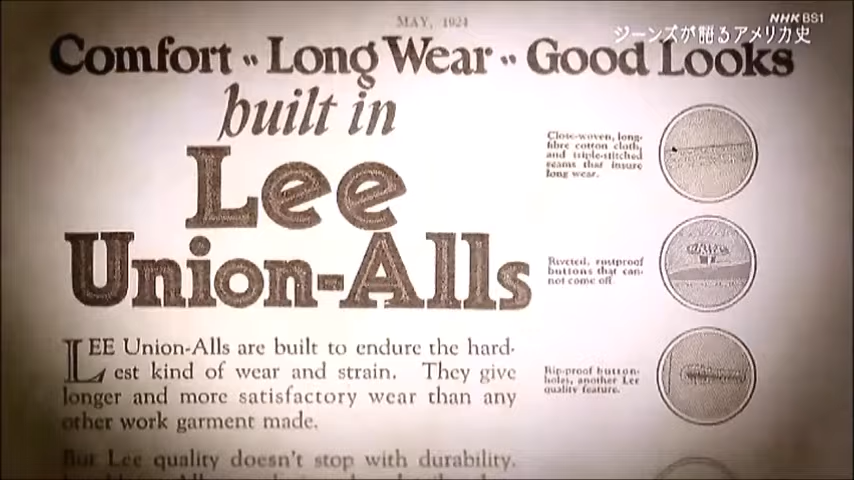 NHK BS1
ジーンズが語るアメリカ史
MAY, 1924
Comfort " Long Wear " Good Looks
built in
Lee
Union-Alls
LEE Union-Alls are built to endure the hard-
est kind of wear and strain. They give
longer and more satisfactory wear than any
other work garment made.
But Lee quality doesn't stop with durability.
Close-woven, long-
fibre cotton cloth,
and triple-stitched
seams that insure
long wear.
Riveted, rustproof
buttons that can-
not come off.
Rip-proof button-
holes, another Lee
quality feature.